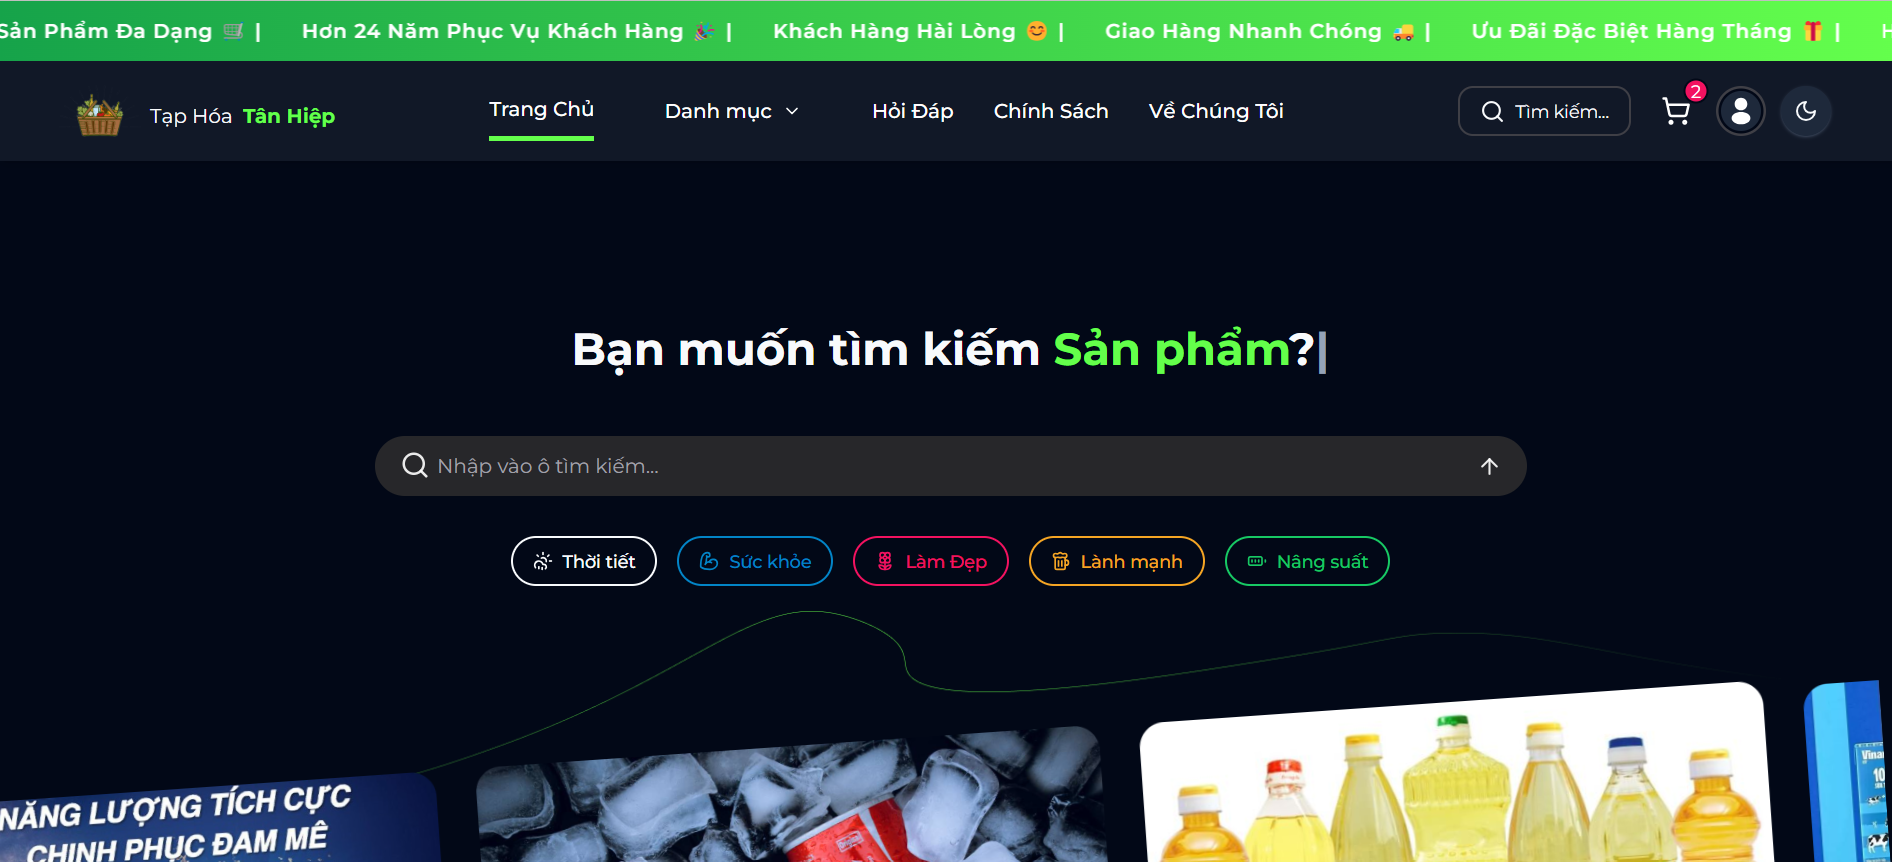 Sản Phẩm Đa Dạng 🛒 | Hơn 24 Năm Phục Vụ Khách Hàng 🎉 | Khách Hàng Hài Lòng 😊 | Giao Hàng Nhanh Chóng 🚚 | Ưu Đãi Đặc Biệt Hàng Tháng 🎁 |
Tạp Hóa Tân Hiệp
Trang Chủ
Danh mục
Hỏi Đáp
Chính Sách
Về Chúng Tôi
Tìm kiếm...
2
Bạn muốn tìm kiếm Sản phẩm?|
Nhập vào ô tìm kiếm...
Thời tiết
Sức khỏe
Làm Đẹp
Lành mạnh
Nâng suất
NĂNG LƯỢNG TÍCH CỰC
CHINH PHỤC ĐAM MÊ